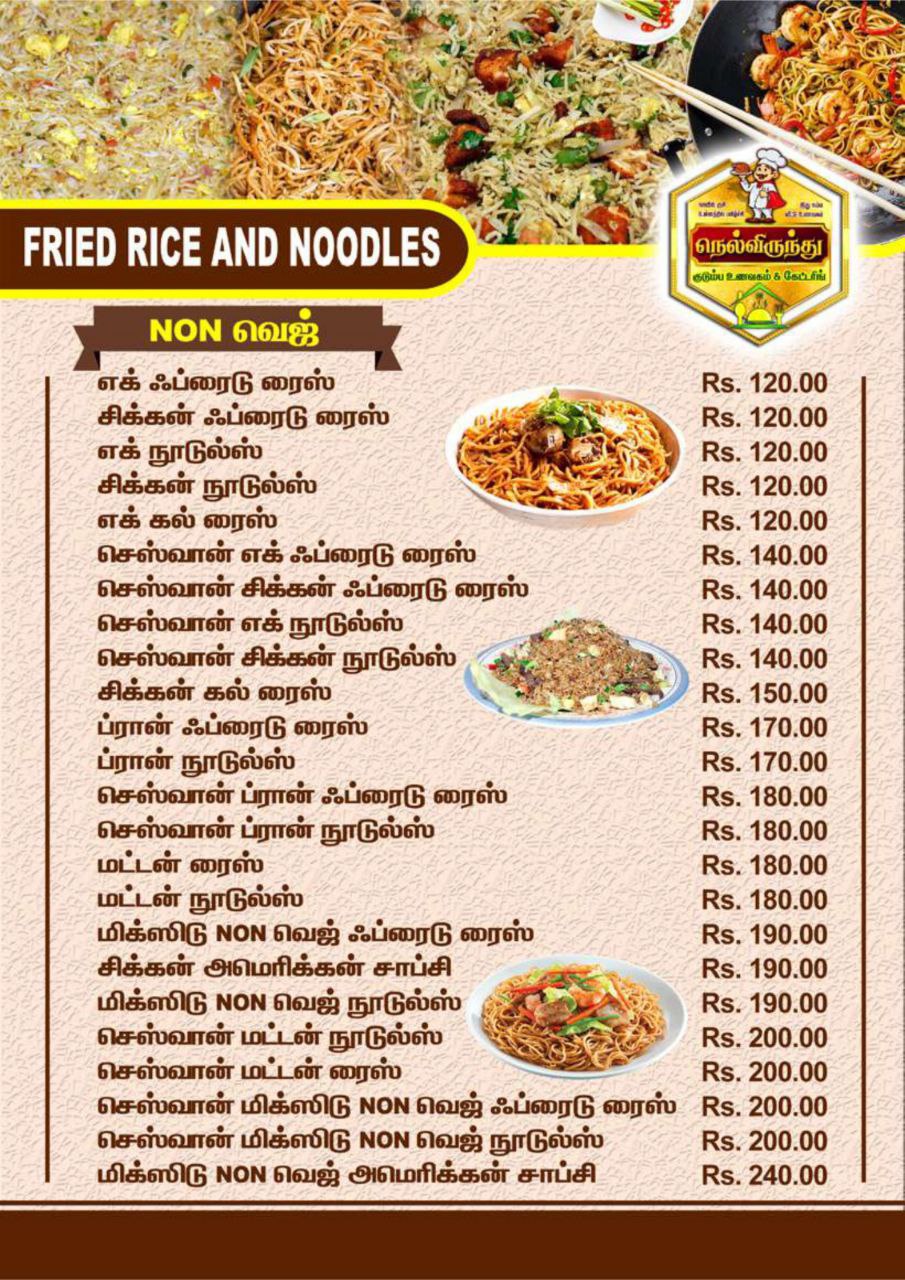 FRIED RICE AND NOODLES
நெல்விருந்து
குடும்ப உணவகம் & கேட்டரிங்
NON வெஜ்
எக் ஃப்ரைடு ரைஸ் Rs. 120.00
சிக்கன் ஃப்ரைடு ரைஸ் Rs. 120.00
எக் நூடுல்ஸ் Rs. 120.00
சிக்கன் நூடுல்ஸ் Rs. 120.00
எக் கல் ரைஸ் Rs. 120.00
செஸ்வான் எக் ஃப்ரைடு ரைஸ் Rs. 140.00
செஸ்வான் சிக்கன் ஃப்ரைடு ரைஸ் Rs. 140.00
செஸ்வான் எக் நூடுல்ஸ் Rs. 140.00
செஸ்வான் சிக்கன் நூடுல்ஸ் Rs. 140.00
சிக்கன் கல் ரைஸ் Rs. 150.00
ப்ரான் ஃப்ரைடு ரைஸ் Rs. 170.00
ப்ரான் நூடுல்ஸ் Rs. 170.00
செஸ்வான் ப்ரான் ஃப்ரைடு ரைஸ் Rs. 180.00
செஸ்வான் ப்ரான் நூடுல்ஸ் Rs. 180.00
மட்டன் ரைஸ் Rs. 180.00
மட்டன் நூடுல்ஸ் Rs. 180.00
மிக்ஸிடு NON வெஜ் ஃப்ரைடு ரைஸ் Rs. 190.00
சிக்கன் அமெரிக்கன் சாப்சி Rs. 190.00
மிக்ஸிடு NON வெஜ் நூடுல்ஸ் Rs. 190.00
செஸ்வான் மட்டன் நூடுல்ஸ் Rs. 200.00
செஸ்வான் மட்டன் ரைஸ் Rs. 200.00
செஸ்வான் மிக்ஸிடு NON வெஜ் ஃப்ரைடு ரைஸ் Rs. 200.00
செஸ்வான் மிக்ஸிடு NON வெஜ் நூடுல்ஸ் Rs. 200.00
மிக்ஸிடு NON வெஜ் அமெரிக்கன் சாப்சி Rs. 240.00